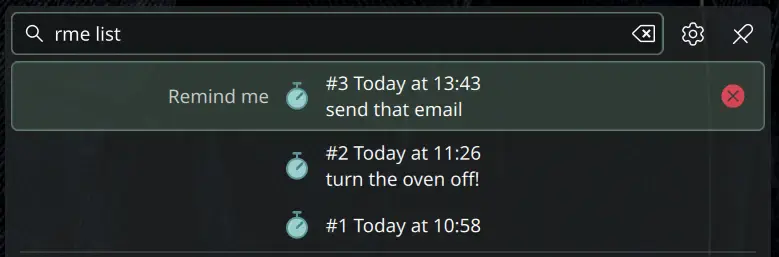 rme list
Remind me
#3 Today at 13:43
send that email
#2 Today at 11:26
turn the oven off!
#1 Today at 10:58